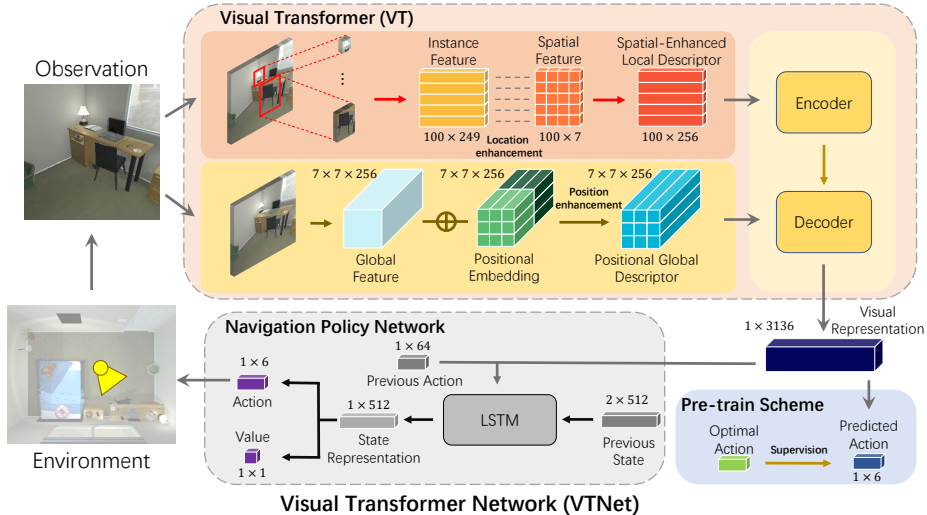 Visual Transformer (VT)
Observation
Instance
Feature
Spatial
Feature
Spatial-Enhanced
Local Descriptor
⋮
100 × 249
100 × 7
100 × 256
Location
enhancement
Encoder
7 × 7 × 256
7 × 7 × 256
7 × 7 × 256
Position
enhancement
Global
Feature
Positional
Embedding
Positional Global
Descriptor
Decoder
Visual
Representation
1 × 3136
Navigation Policy Network
1 × 64
Previous Action
1 × 6
Action
1 × 512
State
Representation
LSTM
2 × 512
Previous
State
Value
1 × 1
Environment
Pre-train Scheme
Optimal
Action
Supervision
Predicted
Action
1 × 6
Visual Transformer Network (VTNet)